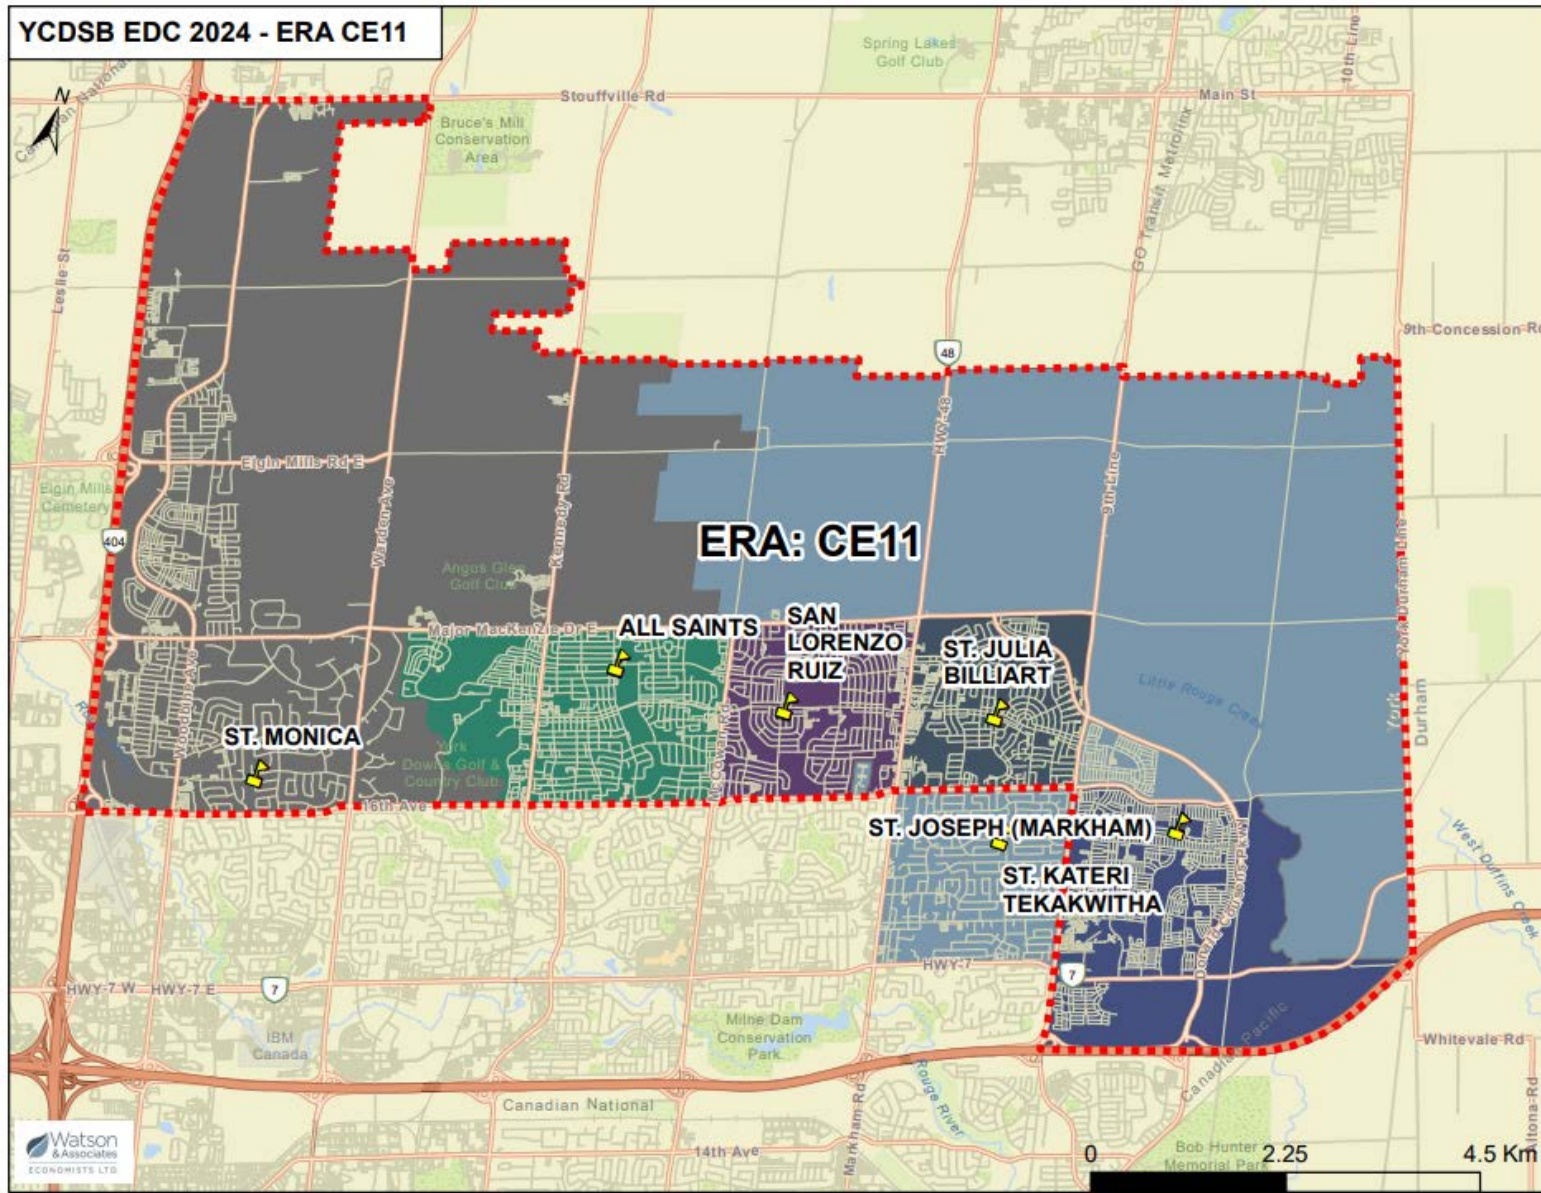 YCDSB EDC 2024 - ERA CE11
N
Spring Lakes
Golf Club
10th Line
Stouffville Rd
Main St
Bruce's Mill
Conservation
Area
GO Transit Metrolinx
Leslie St
9th Concession Rd
48
HWY-48
Elgin Mills Rd E
Elgin Mills
Cemetery
Warden Ave
Kennedy Rd
9th Line
404
ERA: CE11
Angus Glen
Golf Club
York-Durham Line
Major MacKenzie Dr E
ALL SAINTS
SAN
LORENZO
RUIZ
ST. JULIA
BILLIART
Little Rouge Creek
York
Durham
Woodbine Ave
ST. MONICA
York
Downs Golf &
Country Club
McCowan Rd
16th Ave
ST. JOSEPH (MARKHAM)
ST. KATERI
TEKAKWITHA
Donald Cousens Pkwy
West Duffins Creek
HWY-7
7
HWY-7 W
HWY-7 E
7
IBM
Canada
Milne Dam
Conservation
Park
Canadian Pacific
Whitevale Rd
Rouge River
Canadian National
Markham Rd
14th Ave
Altona Rd
Bob Hunter
Memorial Park
0
2.25
4.5 Km
Watson
& Associates
ECONOMISTS LTD